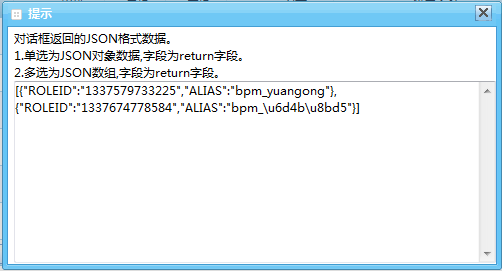 提示
对话框返回的JSON格式数据。
1.单选为JSON对象数据,字段为return字段。
2.多选为JSON数组,字段为return字段。
[{"ROLEID":"1337579733225","ALIAS":"bpm_yuangong"},
{"ROLEID":"1337674778584","ALIAS":"bpm_\u6d4b\u8bd5"}]